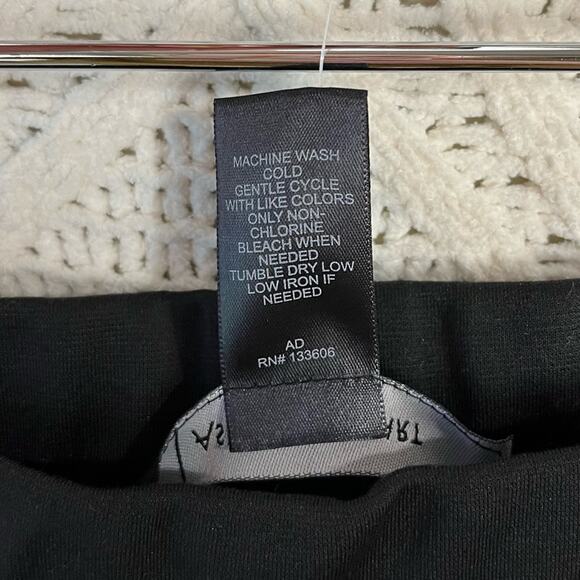 MACHINE WASH
COLD
GENTLE CYCLE
WITH LIKE COLORS
ONLY NON-
CHLORINE
BLEACH WHEN
NEEDED
TUMBLE DRY LOW
LOW IRON IF
NEEDED
AD
RN# 133606